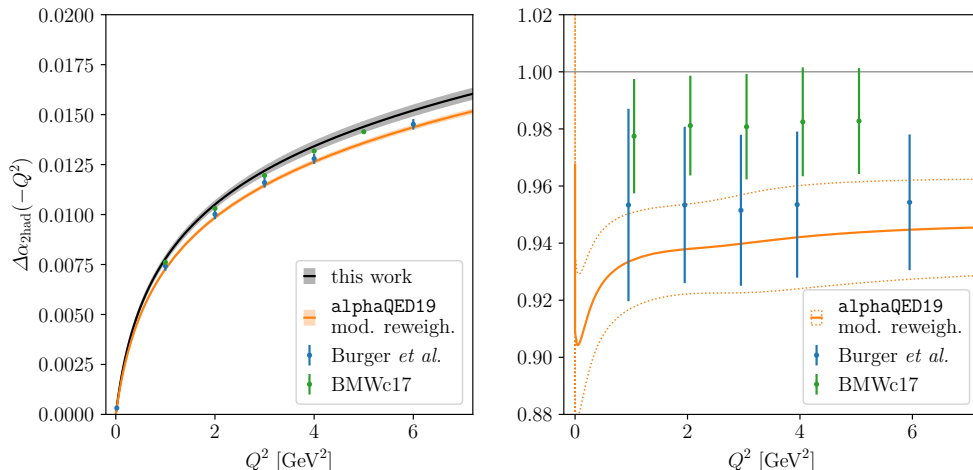 0.0200
0.0175
0.0150
0.0125
0.0100
0.0075
0.0050
0.0025
0.0000
Δα₂had(−Q²)
0
2
4
6
Q² [GeV²]
this work
alphaQED19
mod. reweigh.
Burger et al.
BMWc17
1.02
1.00
0.98
0.96
0.94
0.92
0.90
0.88
0
2
4
6
Q² [GeV²]
alphaQED19
mod. reweigh.
Burger et al.
BMWc17